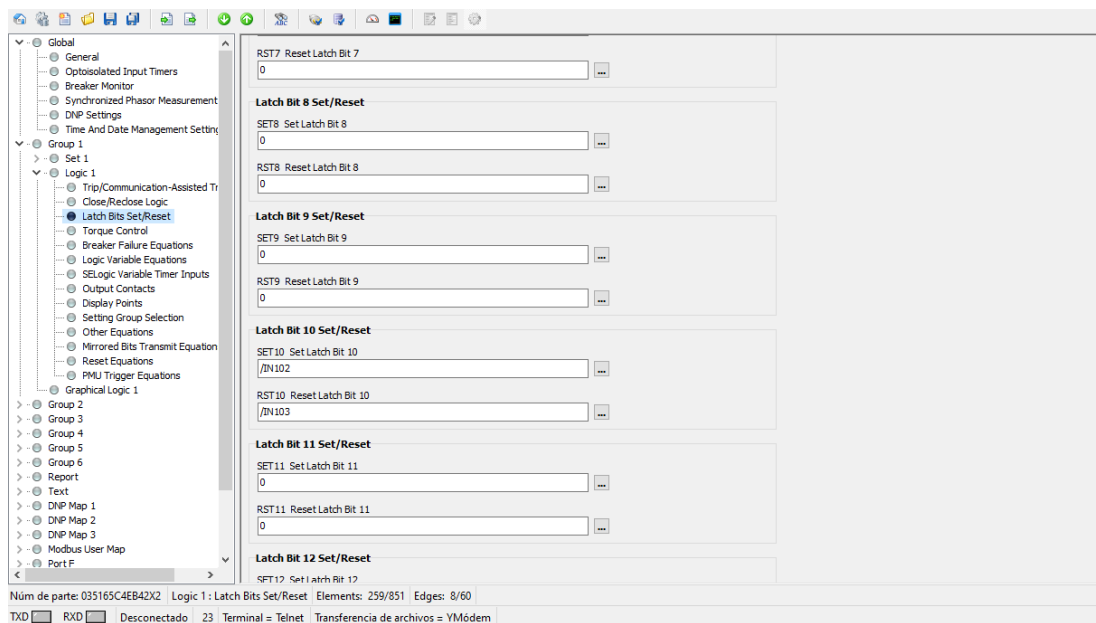 ABC
Global
General
Optoisolated Input Timers
Breaker Monitor
Synchronized Phasor Measurement
DNP Settings
Time And Date Management Setting
Group 1
Set 1
Logic 1
Trip/Communication-Assisted Tr
Close/Reclose Logic
Latch Bits Set/Reset
Torque Control
Breaker Failure Equations
Logic Variable Equations
SELogic Variable Timer Inputs
Output Contacts
Display Points
Setting Group Selection
Other Equations
Mirrored Bits Transmit Equation
Reset Equations
PMU Trigger Equations
Graphical Logic 1
Group 2
Group 3
Group 4
Group 5
Group 6
Report
Text
DNP Map 1
DNP Map 2
DNP Map 3
Modbus User Map
Port F
RST7 Reset Latch Bit 7
0
...
Latch Bit 8 Set/Reset
SET8 Set Latch Bit 8
0
...
RST8 Reset Latch Bit 8
0
...
Latch Bit 9 Set/Reset
SET9 Set Latch Bit 9
0
...
RST9 Reset Latch Bit 9
0
...
Latch Bit 10 Set/Reset
SET10 Set Latch Bit 10
/IN102
...
RST10 Reset Latch Bit 10
/IN103
...
Latch Bit 11 Set/Reset
SET11 Set Latch Bit 11
0
...
RST11 Reset Latch Bit 11
0
...
Latch Bit 12 Set/Reset
SET12 Set Latch Bit 12
Núm de parte: 035165C4EB42X2 Logic 1 : Latch Bits Set/Reset Elements: 259/851 Edges: 8/60
TXD RXD Desconectado 23 Terminal = Telnet Transferencia de archivos = YMódem